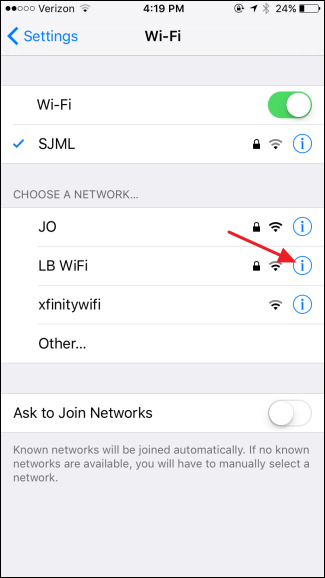 Verizon 4:19 PM 24%
Settings Wi-Fi
Wi-Fi
SJML
CHOOSE A NETWORK...
JO
LB WiFi
xfinitywifi
Other...
Ask to Join Networks
Known networks will be joined automatically. If no known
networks are available, you will have to manually select a
network.